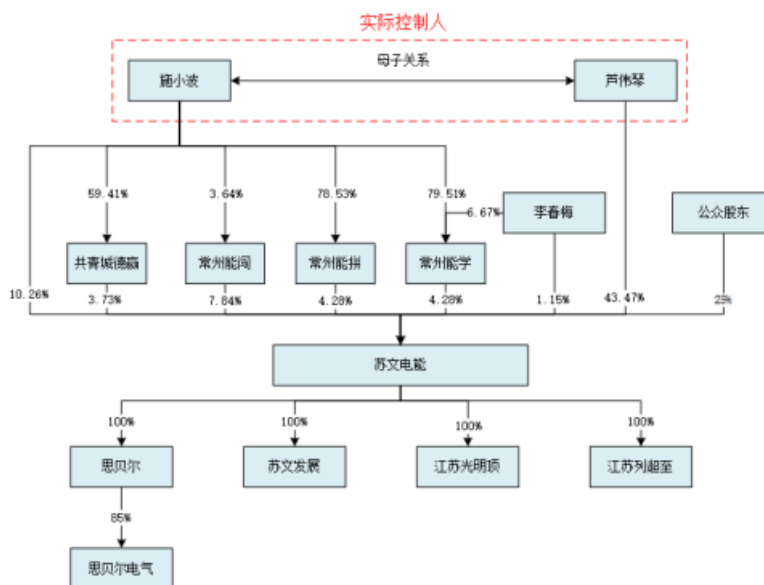 实际控制人
母子关系
施小波
芦伟琴
59.41%
3.64%
78.53%
79.51%
6.67%
李春梅
公众股东
共青城德赢
常州能闯
常州能拼
常州能学
10.26%
3.73%
7.84%
4.28%
4.28%
1.15%
43.47%
25%
苏文电能
100%
100%
100%
100%
思贝尔
苏文发展
江苏光明顶
江苏列超至
85%
思贝尔电气